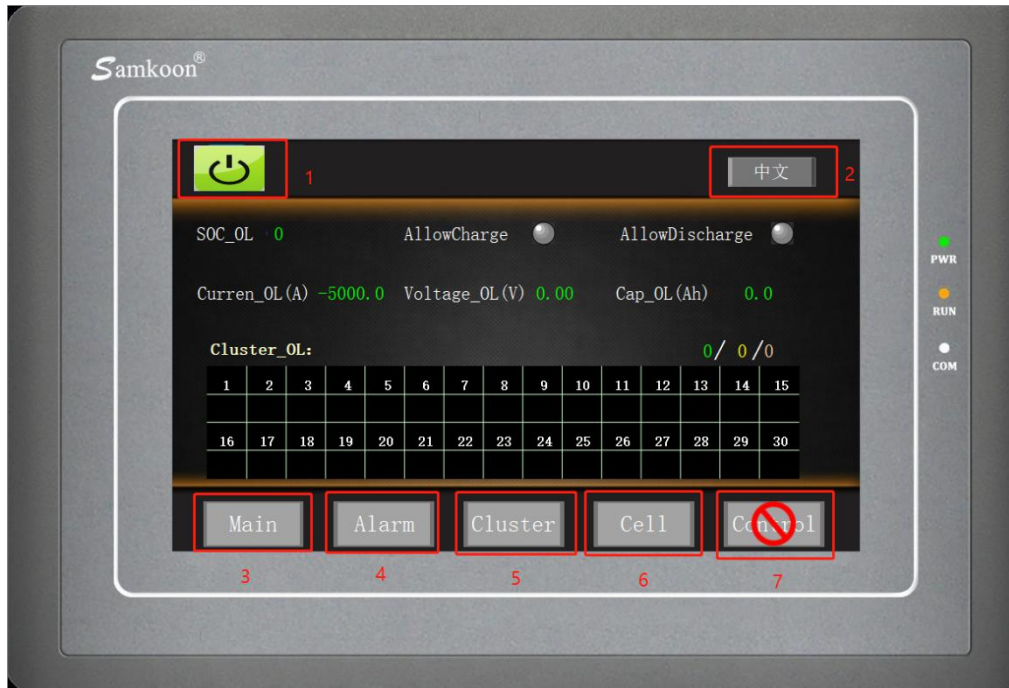 Samkoon®
1
中文
2
SOC_OL 0 AllowCharge AllowDischarge
PWR
Curren_OL(A) -5000.0 Voltage_OL(V) 0.00 Cap_OL(Ah) 0.0
RUN
Cluster_OL: 0/ 0/0
COM
1 2 3 4 5 6 7 8 9 10 11 12 13 14 15
16 17 18 19 20 21 22 23 24 25 26 27 28 29 30
Main Alarm Cluster Cell Control
3 4 5 6 7